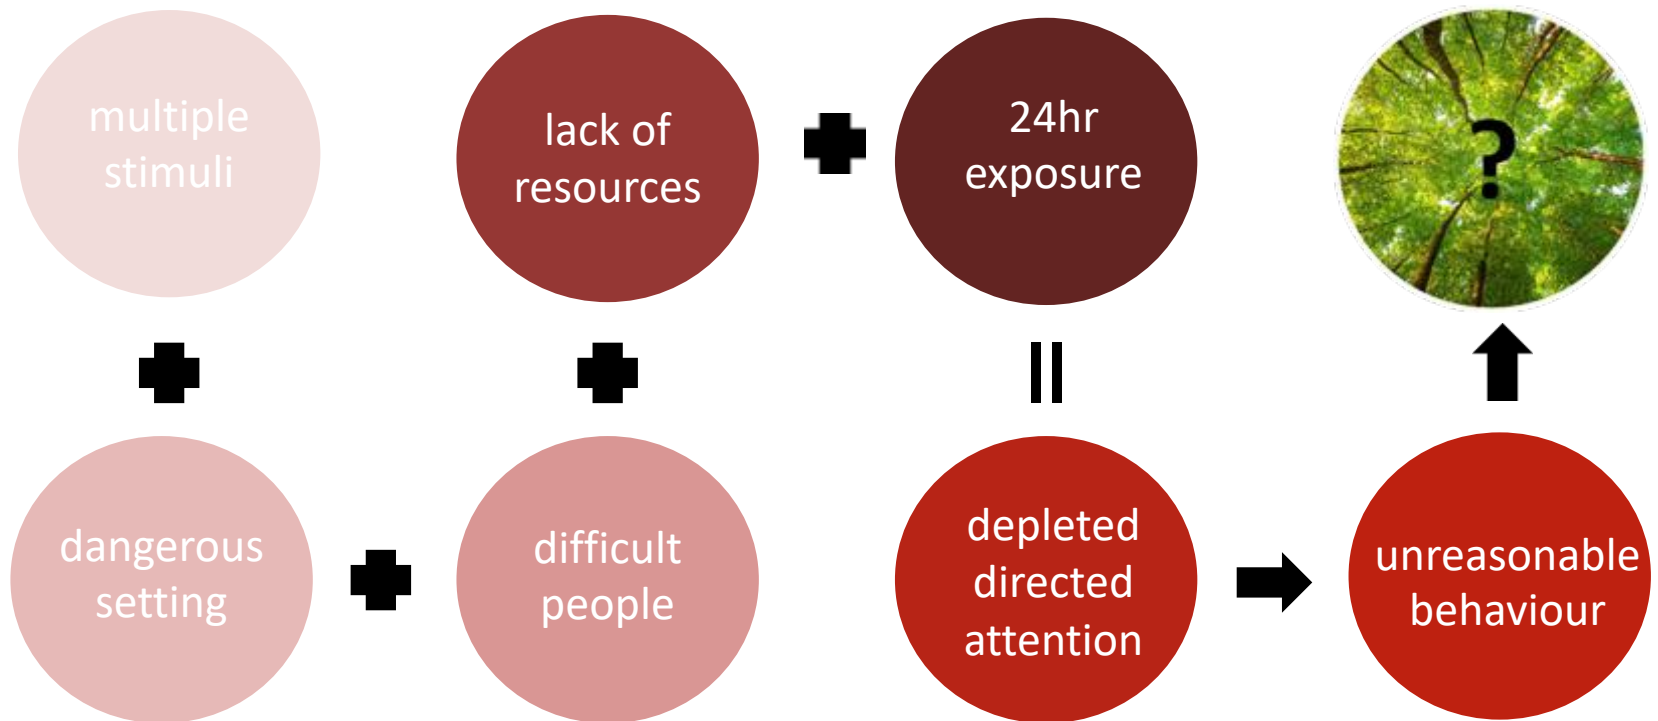 multiple
stimuli
dangerous
setting
difficult
people
lack of
resources
24hr
exposure
depleted
directed
attention
unreasonable
behaviour
?